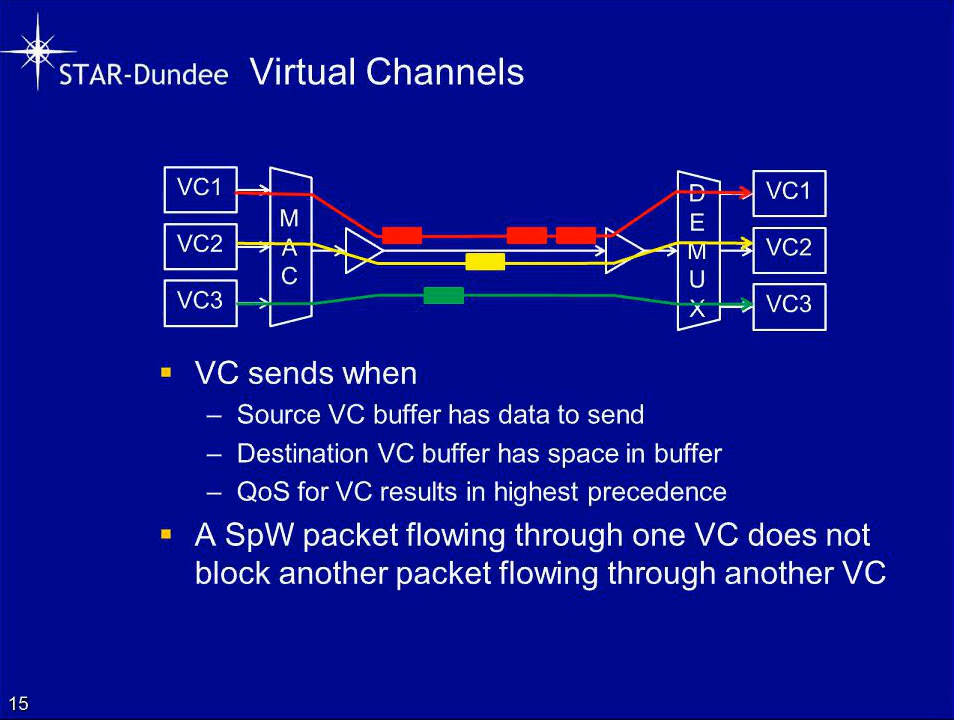 STAR-Dundee Virtual Channels
VC1
VC2
VC3
MAC
DEMUX
VC1
VC2
VC3
▪ VC sends when
– Source VC buffer has data to send
– Destination VC buffer has space in buffer
– QoS for VC results in highest precedence
▪ A SpW packet flowing through one VC does not
block another packet flowing through another VC
15